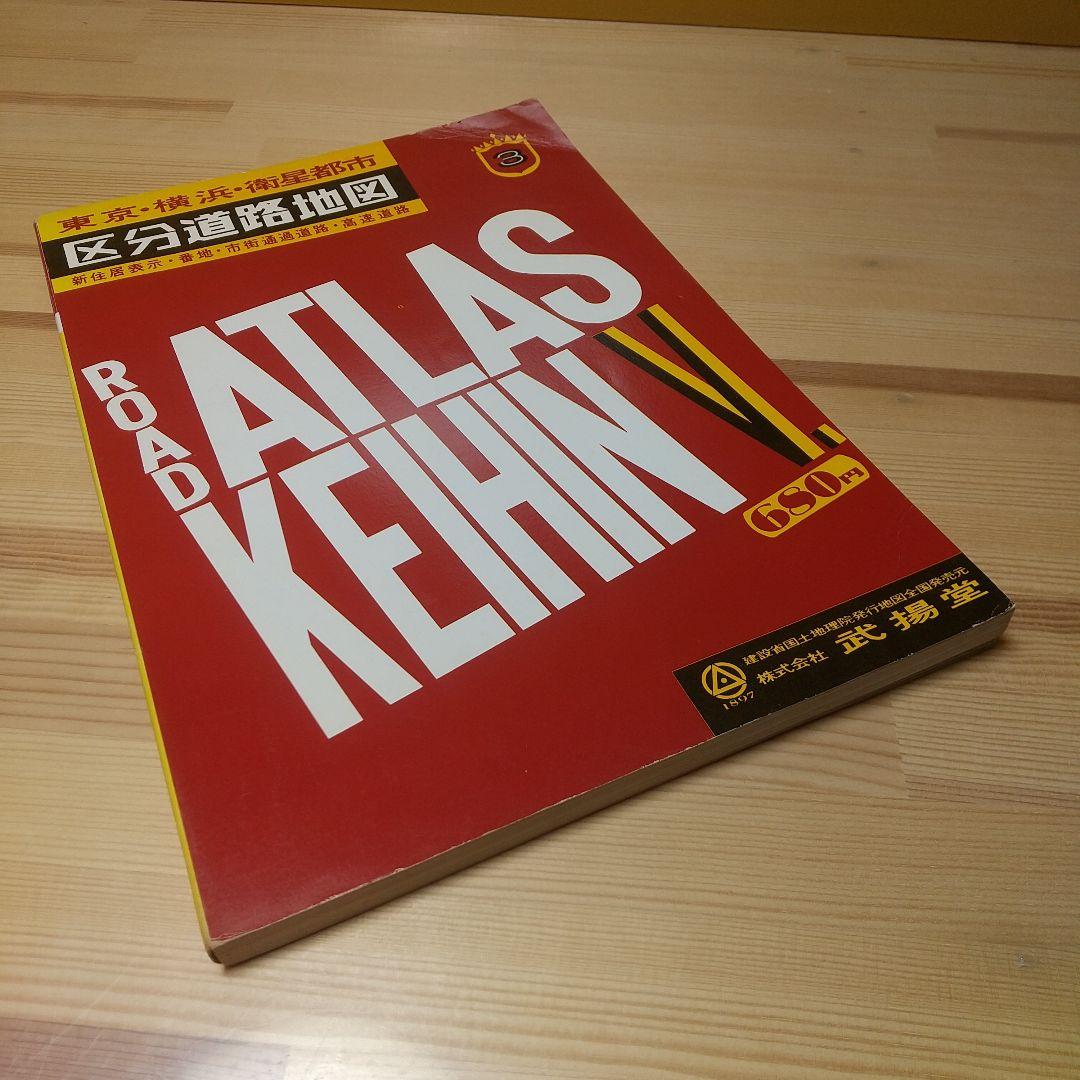 東京・横浜・衛星都市
区分道路地図
新住居表示・番地・市街通過道路・高速道路
3
ROAD
ATLAS
KEIHIN V.
680円
建設省国土地理院発行地図全国発売元
株式会社 武揚堂
1897